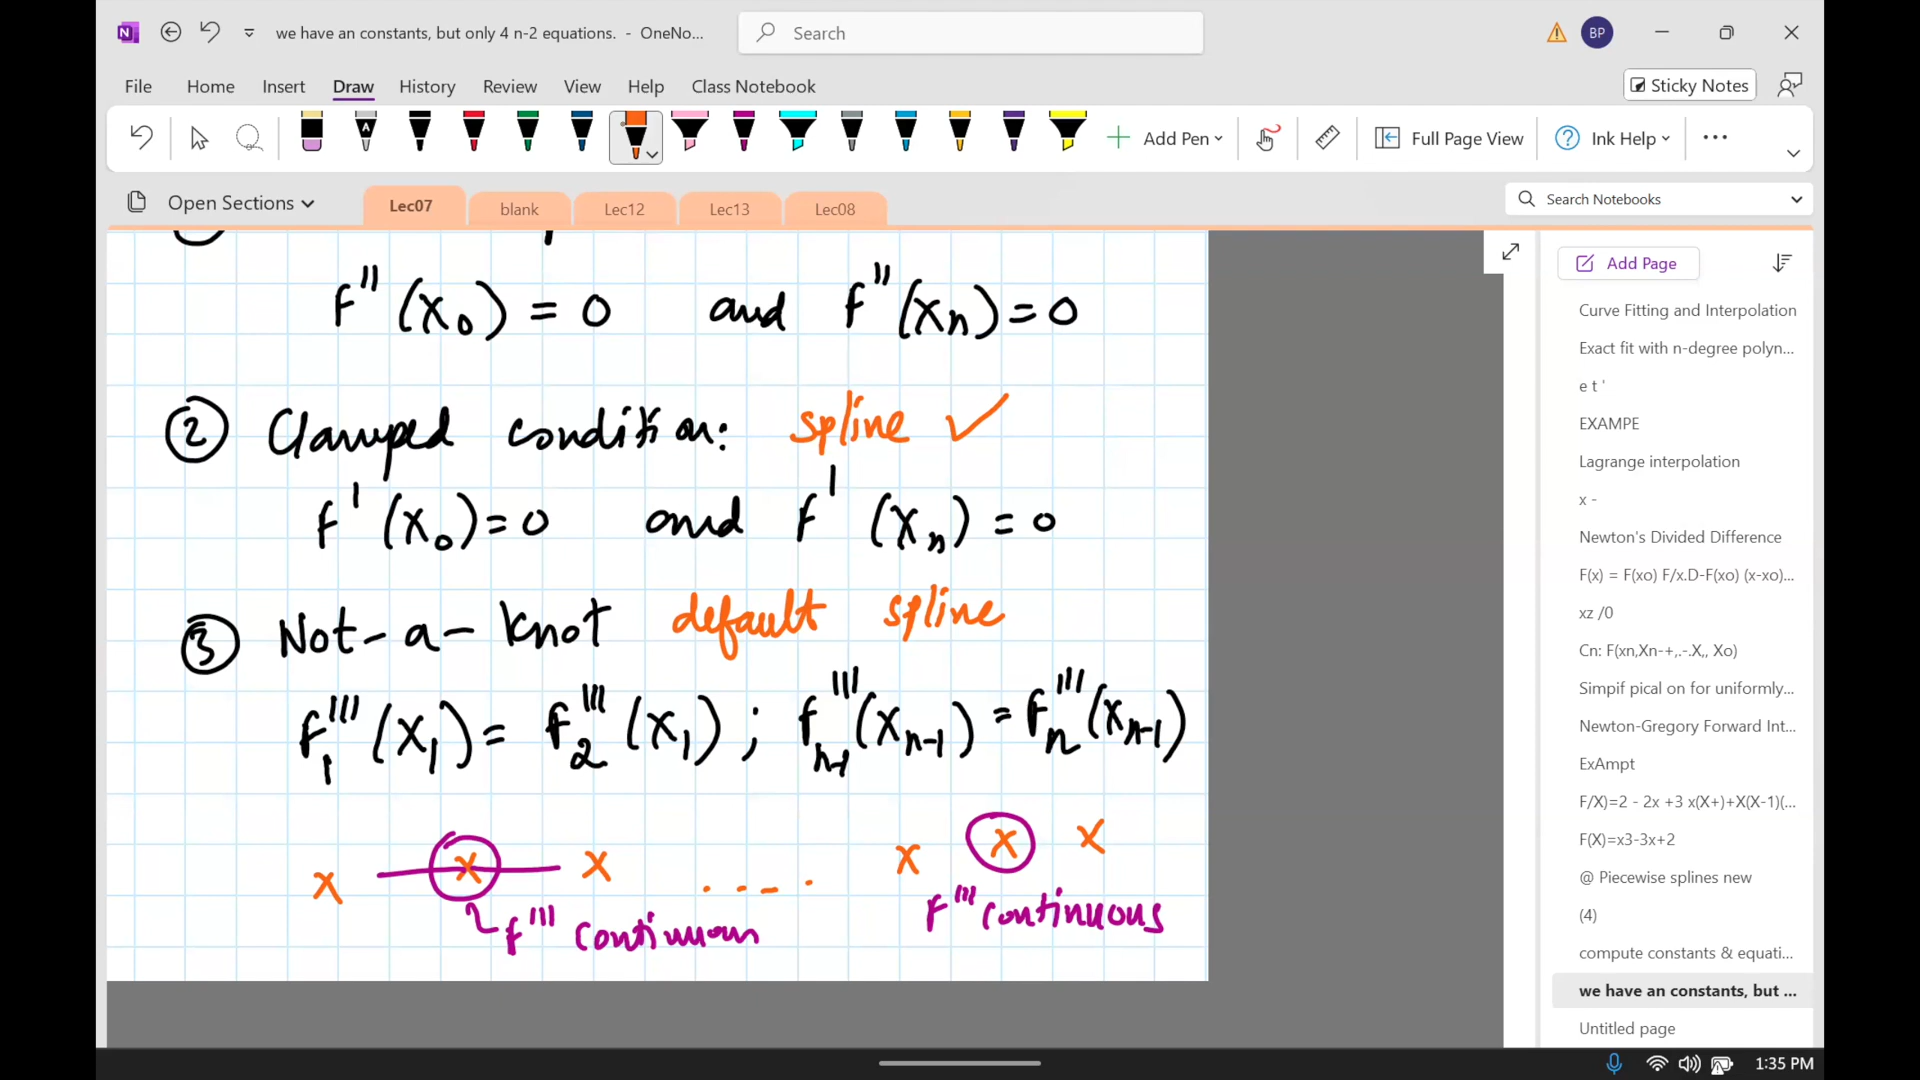 we have an constants, but only 4 n-2 equations. - OneNo...
Search
BP
File Home Insert Draw History Review View Help Class Notebook
Sticky Notes
A
Add Pen
Full Page View
Ink Help
Open Sections
Lec07
blank
Lec12
Lec13
Lec08
Search Notebooks
f''(x₀) = 0 and f''(xₙ) = 0
② Clamped condition: spline ✓
f'(x₀) = 0 and f'(xₙ) = 0
③ Not-a-knot default spline
f₁'''(x₁) = f₂'''(x₁) ; fₙ₋₁'''(xₙ₋₁) = fₙ'''(xₙ₋₁)
x x x ..... x x x
f''' continuous
f''' continuous
Add Page
Curve Fitting and Interpolation
Exact fit with n-degree polyn...
e t '
EXAMPE
Lagrange interpolation
x -
Newton's Divided Difference
F(x) = F(xo) F/x.D-F(xo) (x-xo)...
xz /0
Cn: F(xn,Xn-+,.-.X,, Xo)
Simpif pical on for uniformly...
Newton-Gregory Forward Int...
ExAmpt
F/X)=2 - 2x +3 x(X+)+X(X-1)(...
F(X)=x3-3x+2
@ Piecewise splines new
(4)
compute constants & equati...
we have an constants, but ...
Untitled page
1:35 PM